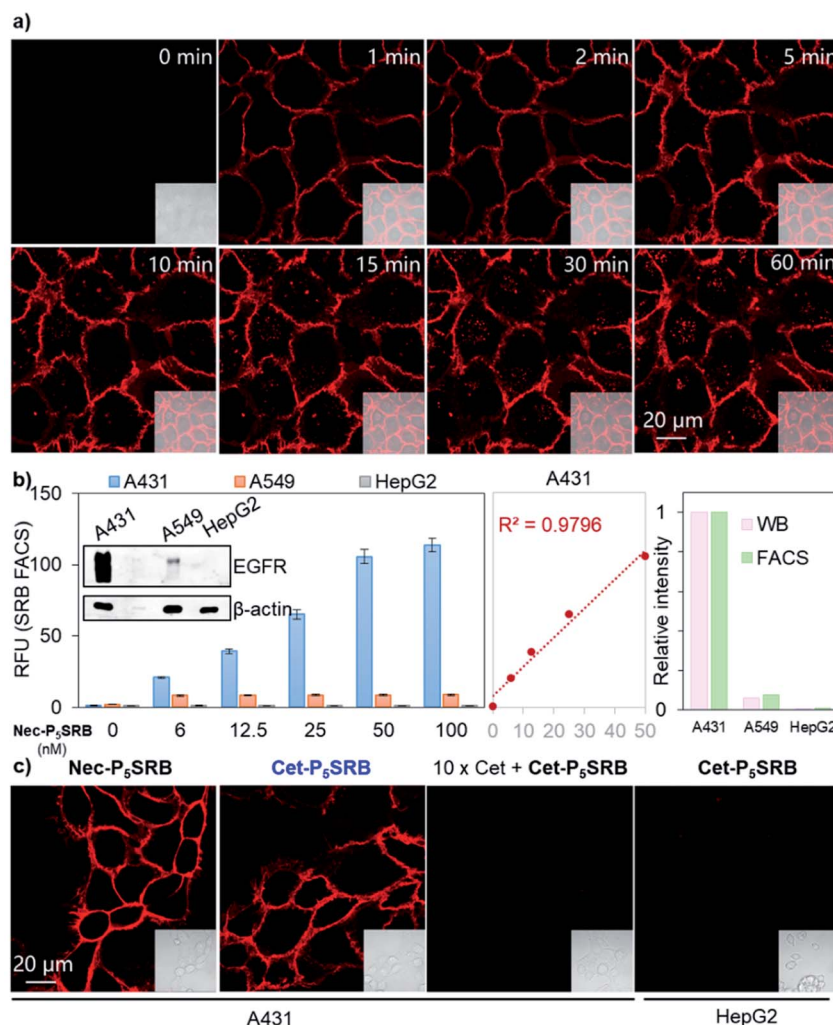 a)
0 min
1 min
2 min
5 min
10 min
15 min
30 min
60 min
20 µm
b)
A431
A549
HepG2
A431
150
100
50
0
RFU (SRB FACS)
A431
A549
HepG2
EGFR
β-actin
Nec-P₅SRB
(nM)
0
6
12.5
25
50
100
R² = 0.9796
0
10
20
30
40
50
1
0
Relative intensity
WB
FACS
A431
A549
HepG2
c)
Nec-P₅SRB
Cet-P₅SRB
10 x Cet + Cet-P₅SRB
Cet-P₅SRB
20 µm
A431
HepG2